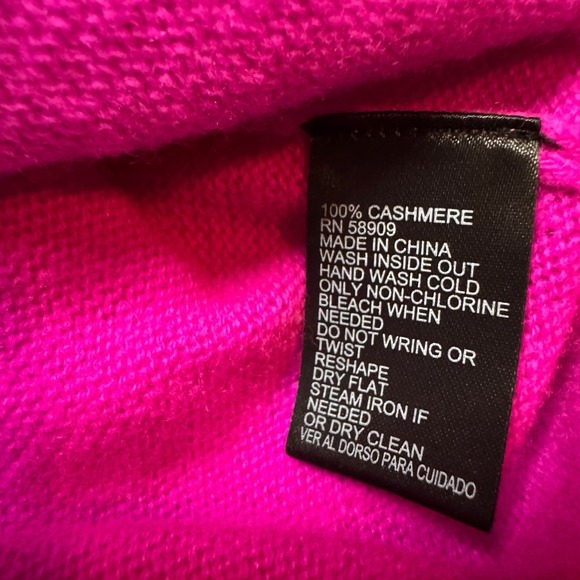 100% CASHMERE
RN 58909
MADE IN CHINA
WASH INSIDE OUT
HAND WASH COLD
ONLY NON-CHLORINE
BLEACH WHEN
NEEDED
DO NOT WRING OR
TWIST
RESHAPE
DRY FLAT
STEAM IRON IF
NEEDED
OR DRY CLEAN
VER AL DORSO PARA CUIDADO